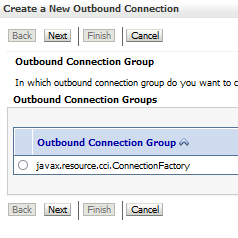 Create a New Outbound Connection
Back Next Finish Cancel
Outbound Connection Group
In which outbound connection group do you want to c
Outbound Connection Groups
Outbound Connection Group
javax.resource.cci.ConnectionFactory
Back Next Finish Cancel